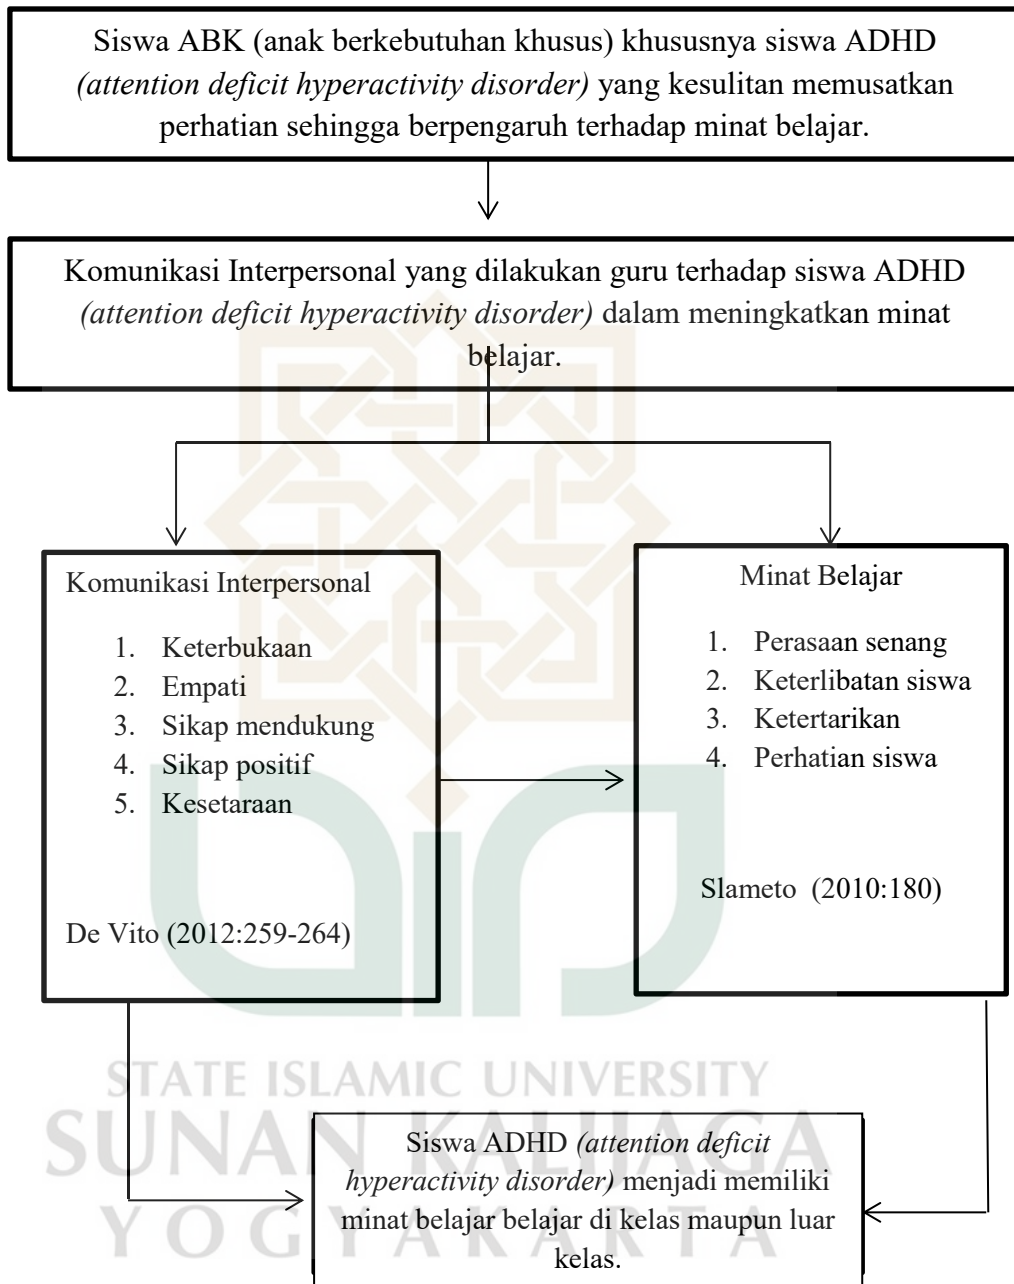 Siswa ABK (anak berkebutuhan khusus) khususnya siswa ADHD
(attention deficit hyperactivity disorder) yang kesulitan memusatkan
perhatian sehingga berpengaruh terhadap minat belajar.
Komunikasi Interpersonal yang dilakukan guru terhadap siswa ADHD
(attention deficit hyperactivity disorder) dalam meningkatkan minat
belajar.
Komunikasi Interpersonal
1. Keterbukaan
2. Empati
3. Sikap mendukung
4. Sikap positif
5. Kesetaraan
De Vito (2012:259-264)
Minat Belajar
1. Perasaan senang
2. Keterlibatan siswa
3. Ketertarikan
4. Perhatian siswa
Slameto (2010:180)
Siswa ADHD (attention deficit
hyperactivity disorder) menjadi memiliki
minat belajar belajar di kelas maupun luar
kelas.
STATE ISLAMIC UNIVERSITY
SUNAN KALIJAGA
YOGYAKARTA